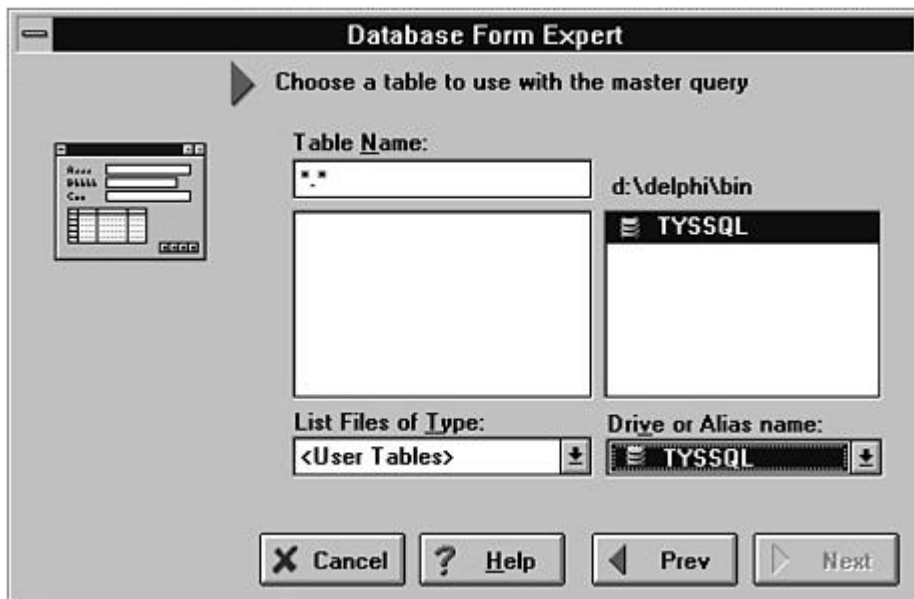 Database Form Expert
Choose a table to use with the master query
Table Name:
*.*
d:\delphi\bin
TYSSQL
List Files of Type:
<User Tables>
Drive or Alias name:
TYSSQL
Cancel
? Help
Prev
Next